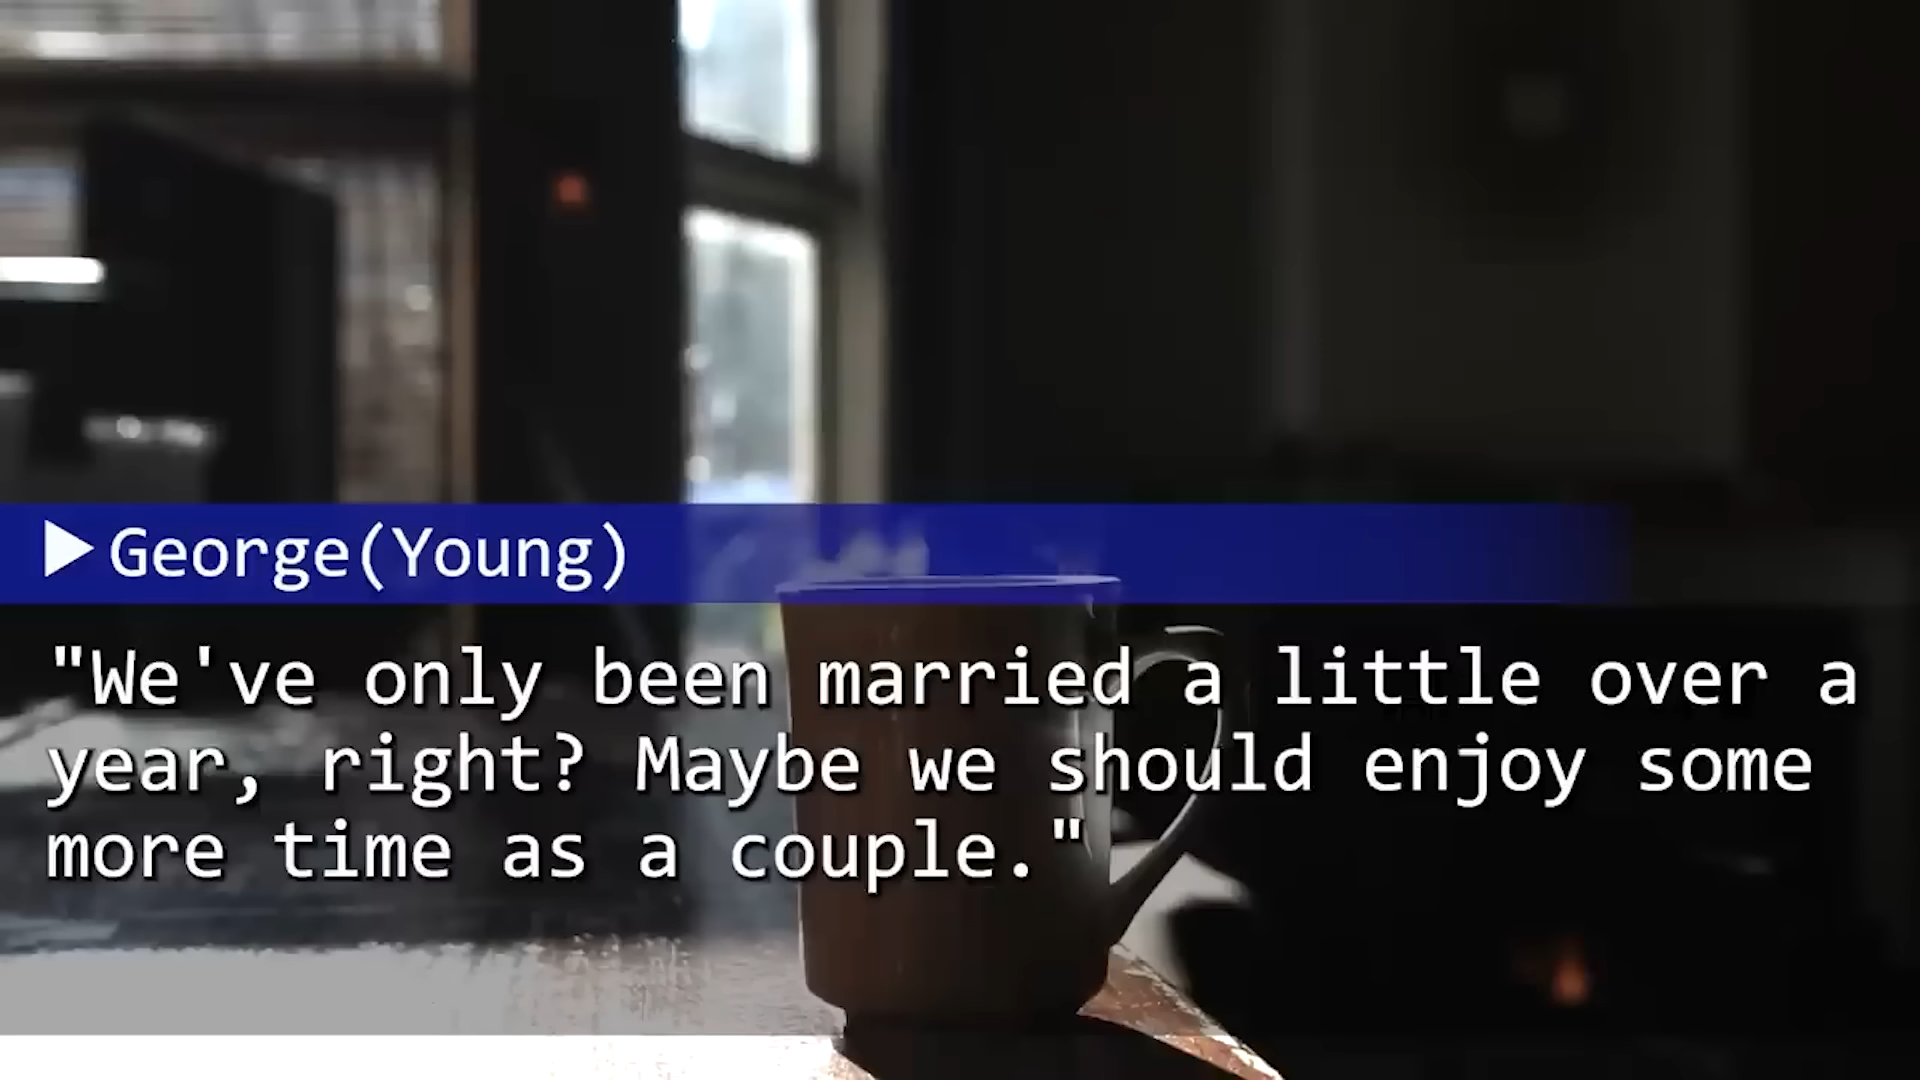 ▶George(Young)
"We've only been married a little over a
year, right? Maybe we should enjoy some
more time as a couple."